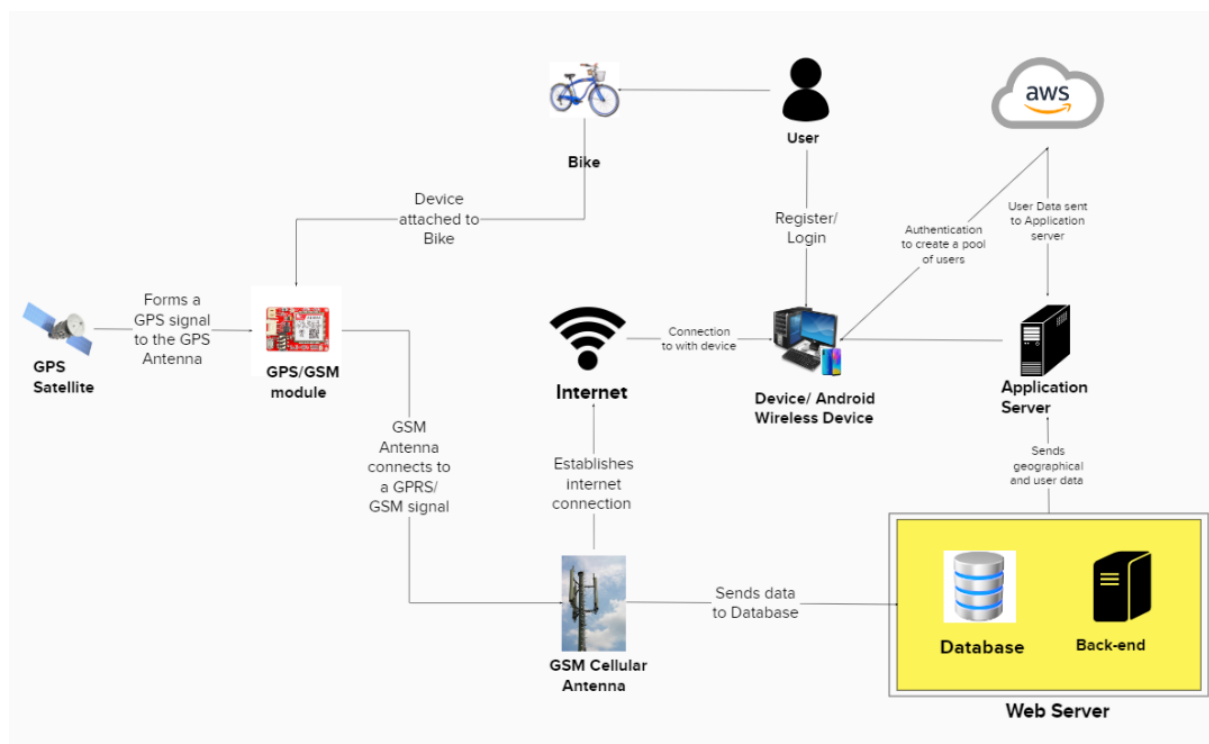 aws
User
Bike
Device
attached to
Bike
Register/
Login
Authentication
to create a pool
of users
User Data sent
to Application
server
Forms a
GPS signal
to the GPS
Antenna
GPS
Satellite
GPS/GSM
module
Internet
Connection
to with device
Device/ Android
Wireless Device
Application
Server
GSM
Antenna
connects to
a GPRS/
GSM signal
Establishes
internet
connection
Sends
geographical
and user data
GSM Cellular
Antenna
Sends data
to Database
Database
Back-end
Web Server